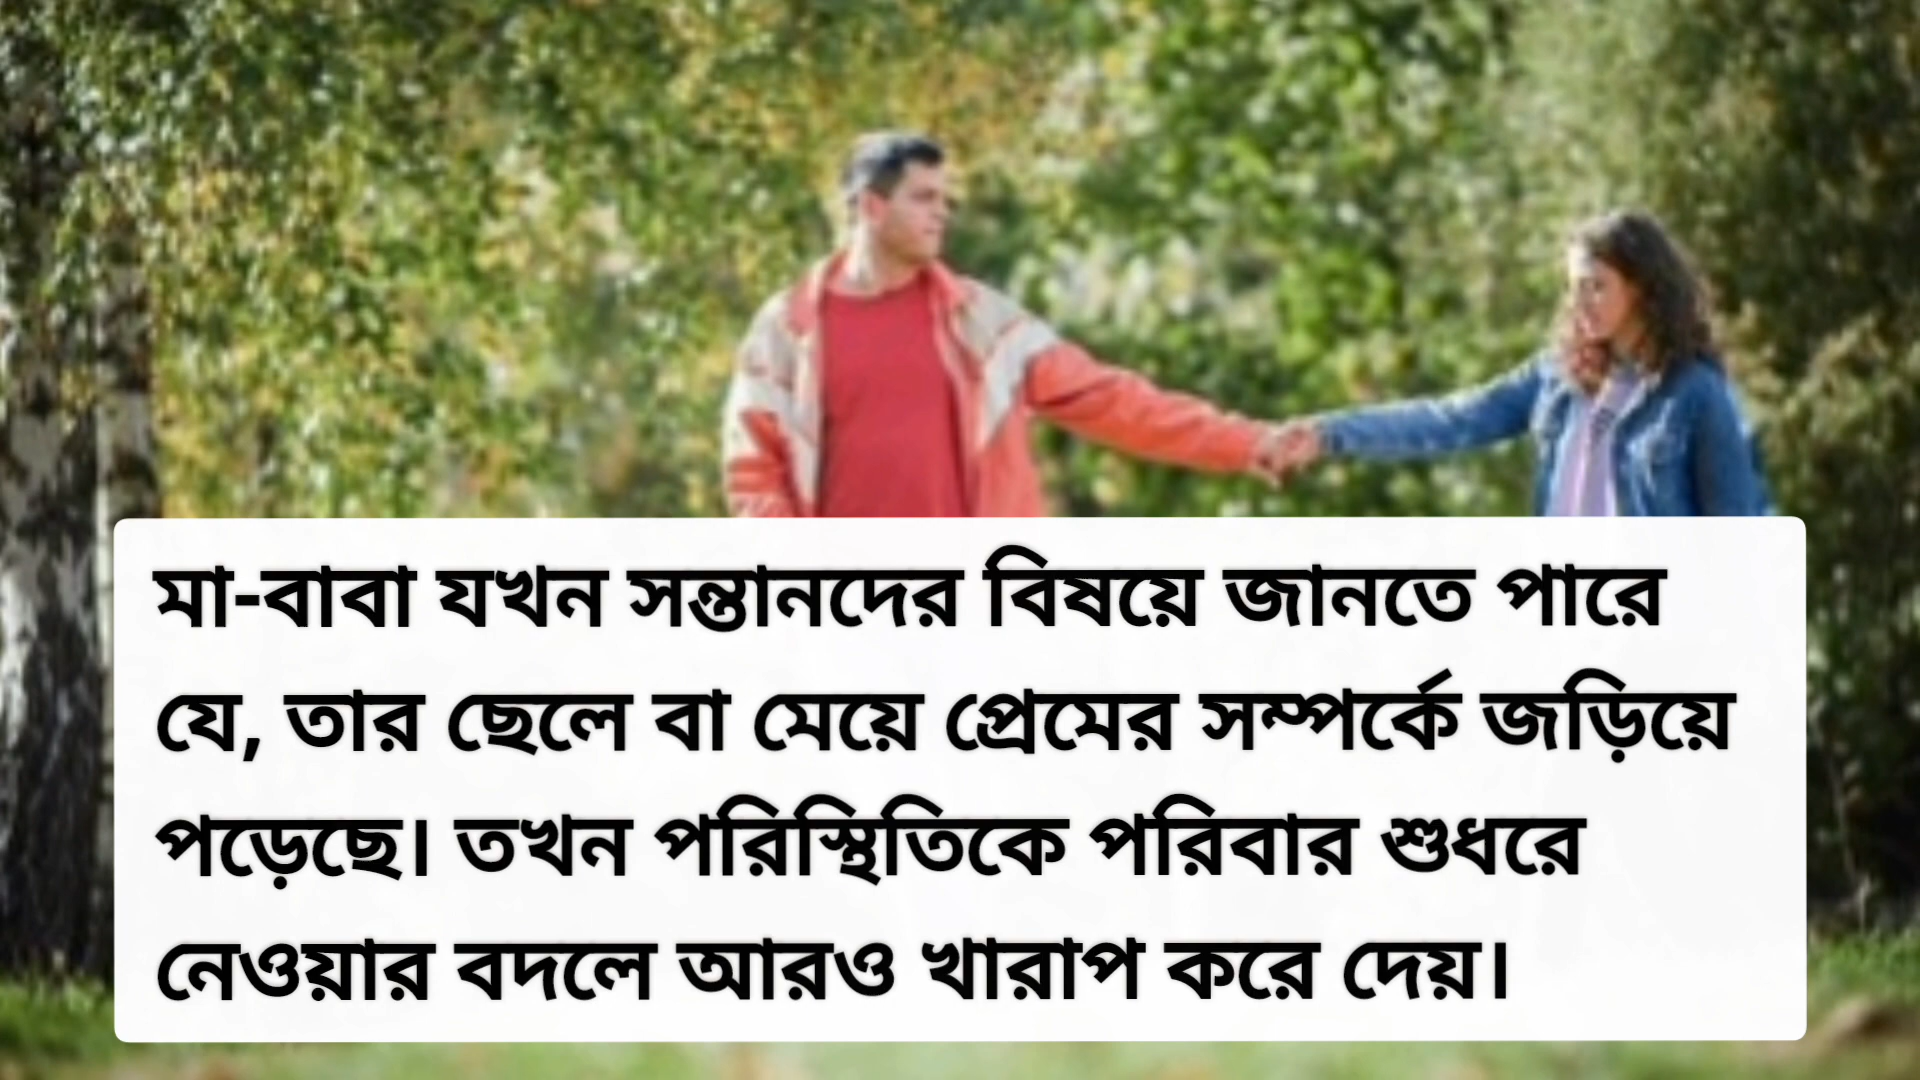 মা-বাবা যখন সন্তানদের বিষয়ে জানতে পারে
যে, তার ছেলে বা মেয়ে প্রেমের সম্পর্কে জড়িয়ে
পড়েছে। তখন পরিস্থিতিকে পরিবার শুধরে
নেওয়ার বদলে আরও খারাপ করে দেয়।